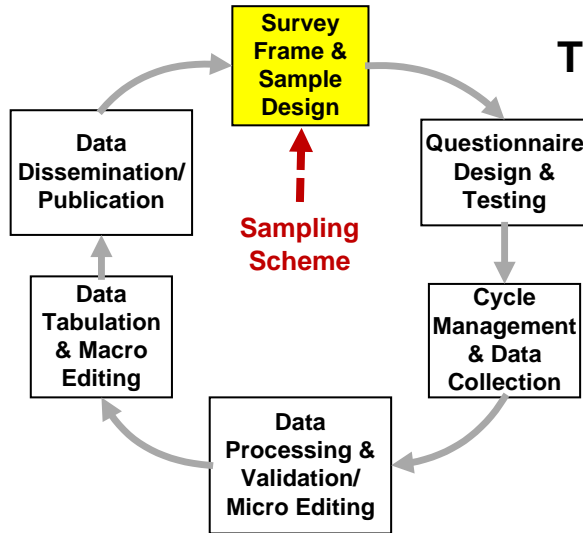 Survey
Frame &
Sample
Design
T
Data
Dissemination/
Publication
Questionnaire
Design &
Testing
Sampling
Scheme
Data
Tabulation
& Macro
Editing
Cycle
Management
& Data
Collection
Data
Processing &
Validation/
Micro Editing